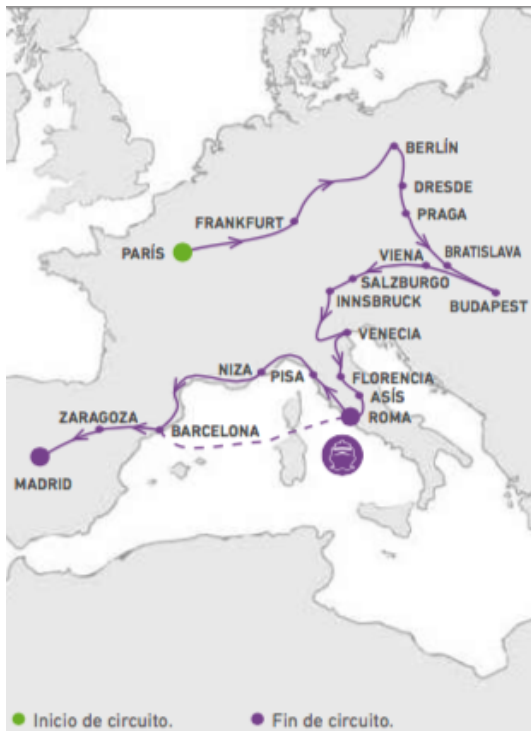 BERLÍN
DRESDE
FRANKFURT
PRAGA
PARÍS
VIENA
BRATISLAVA
SALZBURGO
INNSBRUCK
BUDAPEST
VENECIA
NIZA
PISA
FLORENCIA
ASÍS
ZARAGOZA
BARCELONA
ROMA
MADRID
Inicio de circuito.
Fin de circuito.